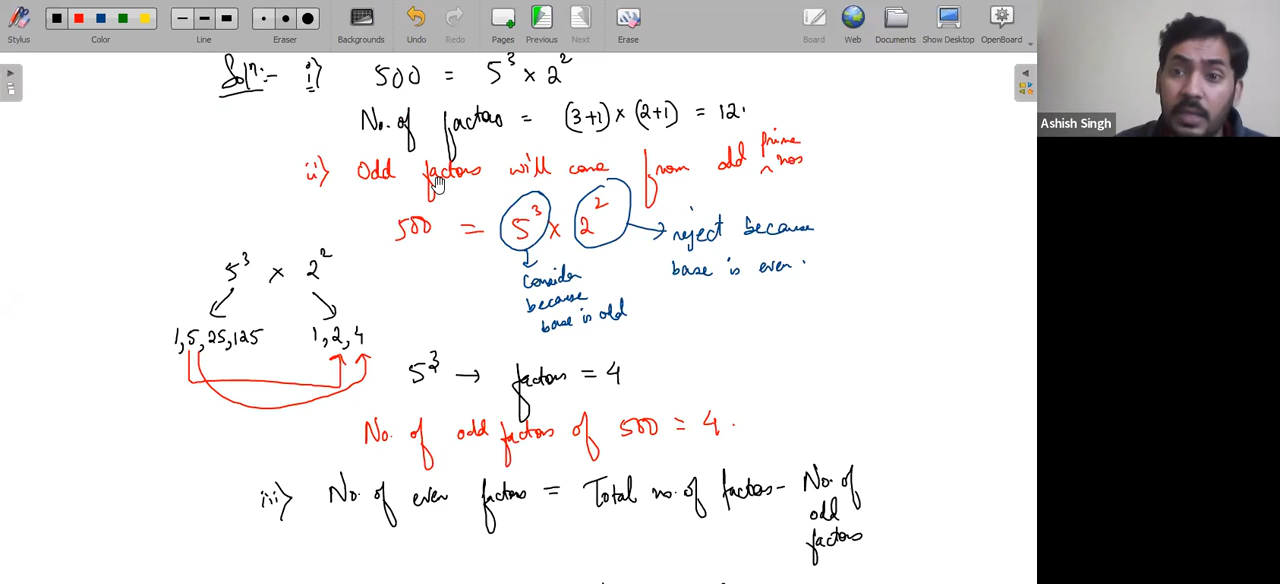 Stylus
Color
Line
Eraser
Backgrounds
Undo
Redo
Pages
Previous
Next
Erase
Board
Web
Documents
Show Desktop
OpenBoard
Ashish Singh
Solⁿ:- i) 500 = 5³ × 2²
No. of factors = (3+1) × (2+1) = 12.
ii) Odd factors will come from odd prime nos
500 = 5³ × 2²
reject because
base is even.
Consider
because
base is odd
5³ × 2²
1, 5, 25, 125 1, 2, 4
5³ → factors = 4
No. of odd factors of 500 = 4.
iii) No. of even factors = Total no. of factors - No. of
odd
factors